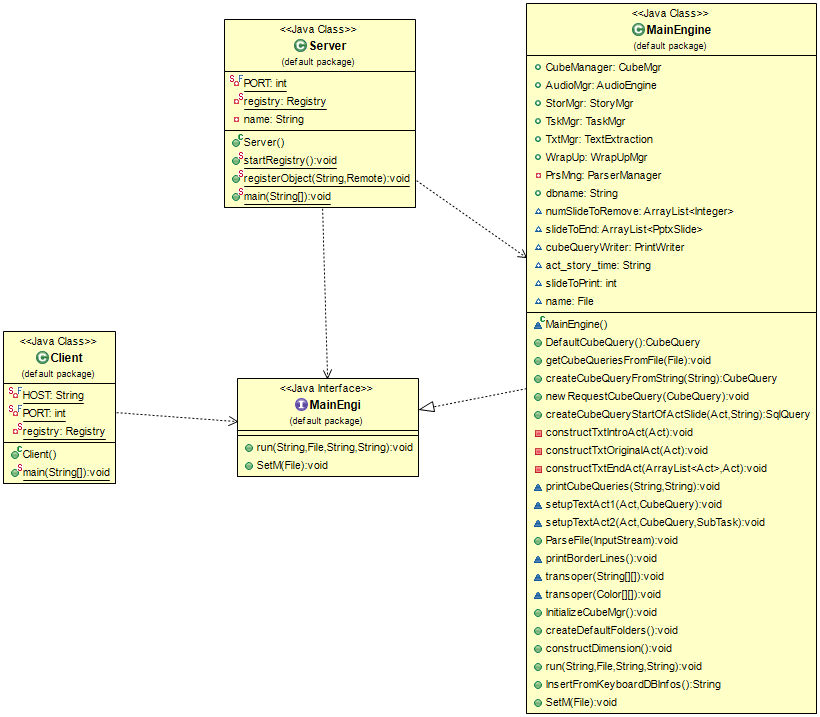 <<Java Class>>
Server
(default package)
PORT: int
registry: Registry
name: String
Server()
startRegistry():void
registerObject(String,Remote):void
main(String[]):void
<<Java Class>>
MainEngine
(default package)
CubeManager: CubeMgr
AudioMgr: AudioEngine
StorMgr: StoryMgr
TskMgr: TaskMgr
TxtMgr: TextExtraction
WrapUp: WrapUpMgr
PrsMng: ParserManager
dbname: String
numSlideToRemove: ArrayList<Integer>
slideToEnd: ArrayList<PptxSlide>
cubeQueryWriter: PrintWriter
act_story_time: String
slideToPrint: int
name: File
MainEngine()
DefaultCubeQuery():CubeQuery
getCubeQueriesFromFile(File):void
createCubeQueryFromString(String):CubeQuery
new RequestCubeQuery(CubeQuery):void
createCubeQueryStartOfActSlide(Act,String):SqlQuery
constructTxtIntroAct(Act):void
constructTxtOriginalAct(Act):void
constructTxtEndAct(ArrayList<Act>,Act):void
printCubeQueries(String,String):void
setupTextAct1(Act,CubeQuery):void
setupTextAct2(Act,CubeQuery,SubTask):void
ParseFile(InputStream):void
printBorderLines():void
transoper(String[][]):void
transoper(Color[][]):void
InitializeCubeMgr():void
createDefaultFolders():void
constructDimension():void
run(String,File,String,String):void
InsertFromKeyboardDBInfos():String
SetM(File):void
<<Java Class>>
Client
(default package)
HOST: String
PORT: int
registry: Registry
Client()
main(String[]):void
<<Java Interface>>
MainEngi
(default package)
run(String,File,String,String):void
SetM(File):void